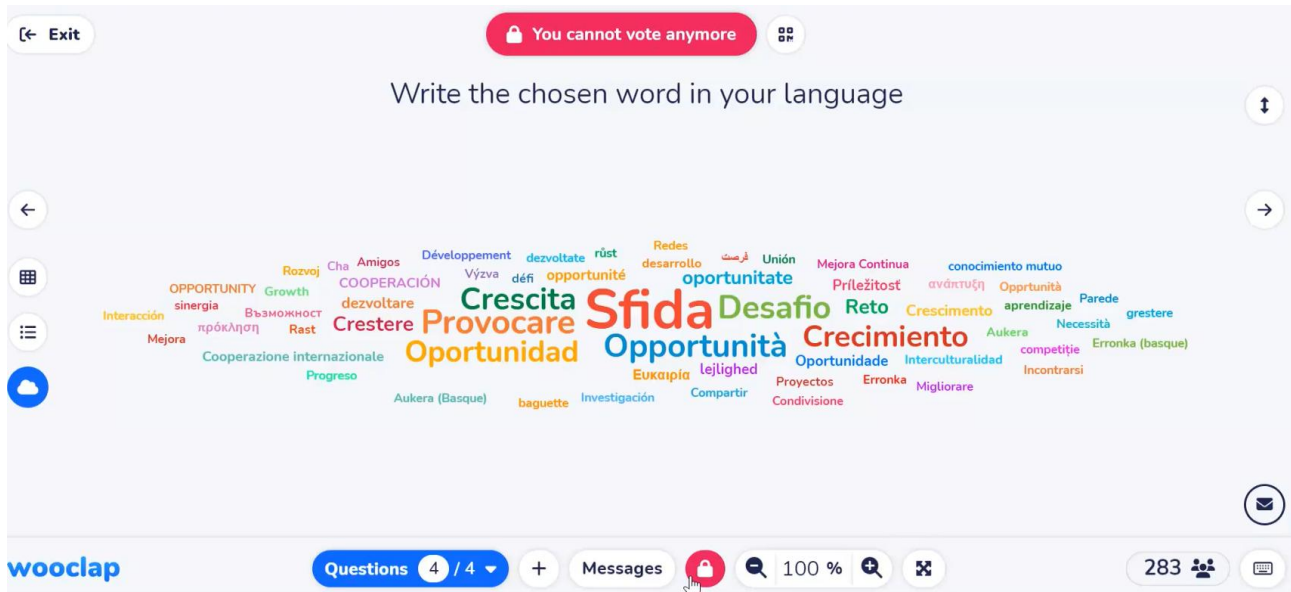 Exit
You cannot vote anymore
Write the chosen word in your language
Redes
Développement dezvoltate růst
Rozvoj Cha Amigos desarrollo فرصت Unión Mejora Continua conocimiento mutuo
OPPORTUNITY Growth COOPERACIÓN Výzva défi opportunité oportunitate Príležitosť ανάπτυξη Opprtunità
Interacción sinergia Възможност dezvoltare Crescita Sfida Desafio Reto Crescimento aprendizaje Parede grestere
Mejora πρόκληση Rast Crestere Provocare Crecimiento Aukera Necessità
Cooperazione internazionale Oportunidad Opportunità Oportunidade Interculturalidad competiție Erronka (basque)
Progreso Ευκαιρία lejlighed Proyectos Erronka Migliorare Incontrarsi
Aukera (Basque) baguette Investigación Compartir Condivisione
wooclap
Questions 4 / 4
+ Messages 100 % 283